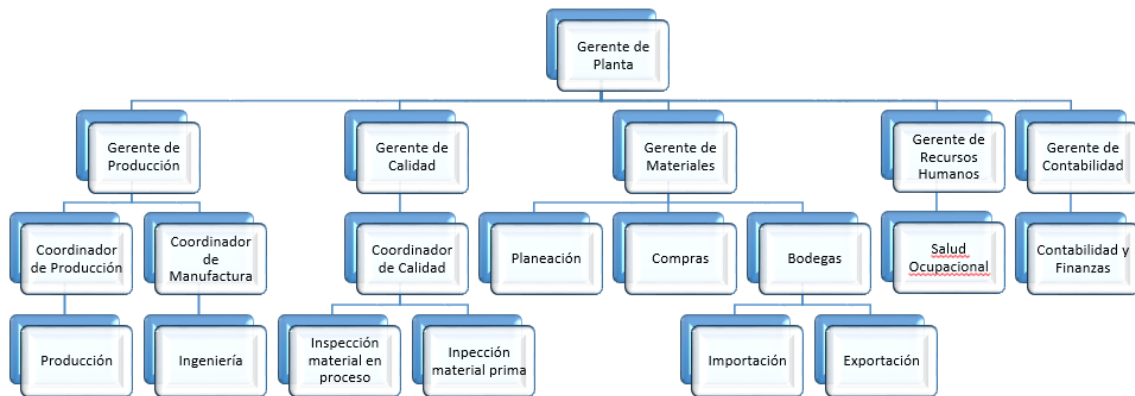 Gerente de
Planta
Gerente de
Producción
Gerente de
Calidad
Gerente de
Materiales
Gerente de
Recursos
Humanos
Gerente de
Contabilidad
Coordinador
de Producción
Coordinador
de
Manufactura
Coordinador
de Calidad
Planeación
Compras
Bodegas
Salud
Ocupacional
Contabilidad y
Finanzas
Producción
Ingeniería
Inspección
material en
proceso
Inpección
material prima
Importación
Exportación